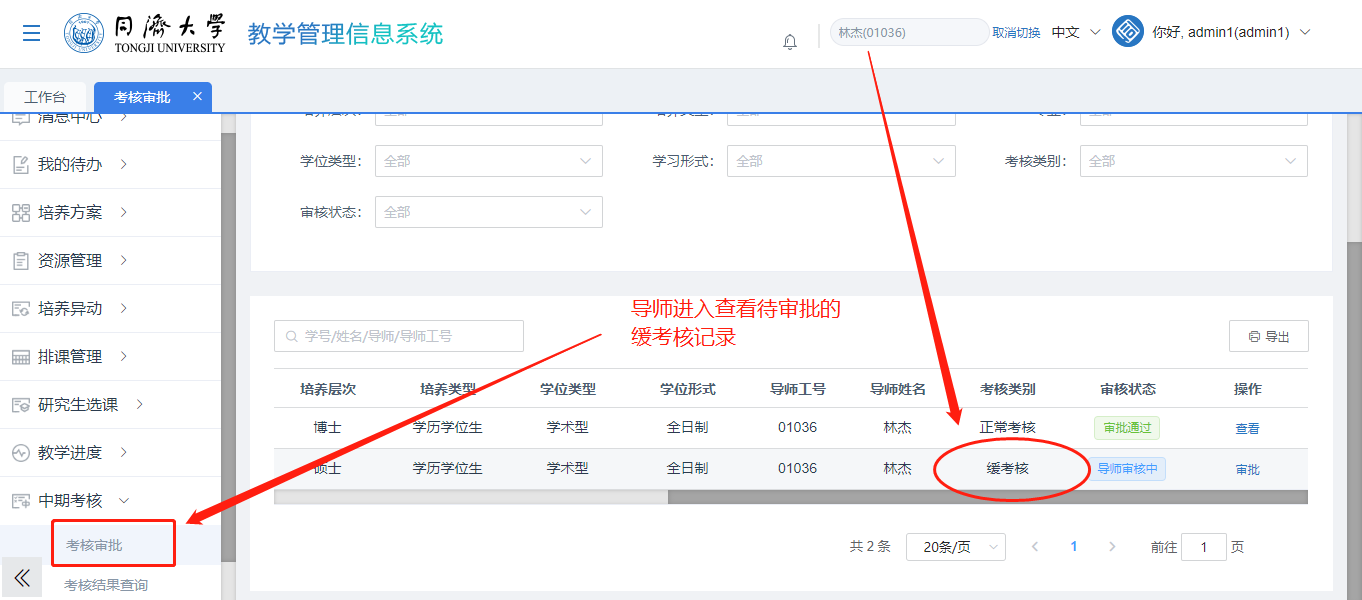 同濟大学
TONGJI UNIVERSITY
教学管理信息系统
林杰(01036)
取消切换
中文
你好, admin1(admin1)
工作台
考核审批
消息中心
我的待办
培养方案
资源管理
培养异动
排课管理
研究生选课
教学进度
中期考核
考核审批
考核结果查询
学位类型： 全部
学习形式： 全部
考核类别： 全部
审核状态： 全部
导师进入查看待审批的
缓考核记录
学号/姓名/导师/导师工号
导出
培养层次 培养类型 学位类型 学位形式 导师工号 导师姓名 考核类别 审核状态 操作
博士 学历学位生 学术型 全日制 01036 林杰 正常考核 审批通过 查看
硕士 学历学位生 学术型 全日制 01036 林杰 缓考核 导师审核中 审批
共 2 条 20条/页 1 前往 1 页